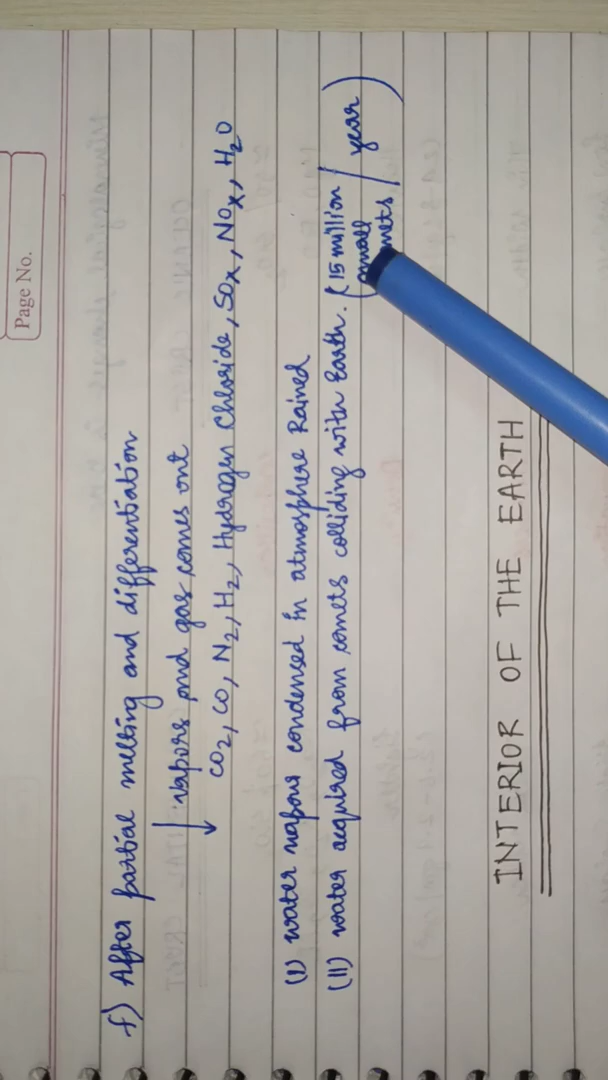 Page No.
f) After partial melting and differentiation
↓ vapors and gas comes out
CO2, CO, N2, H2, Hydrogen Chloride, SOx, NOx, H2O
(I) water vapour condensed in atmosphere Rained
(II) water acquired from comets colliding with Earth. (15 million
small
/ year)
INTERIOR OF THE EARTH